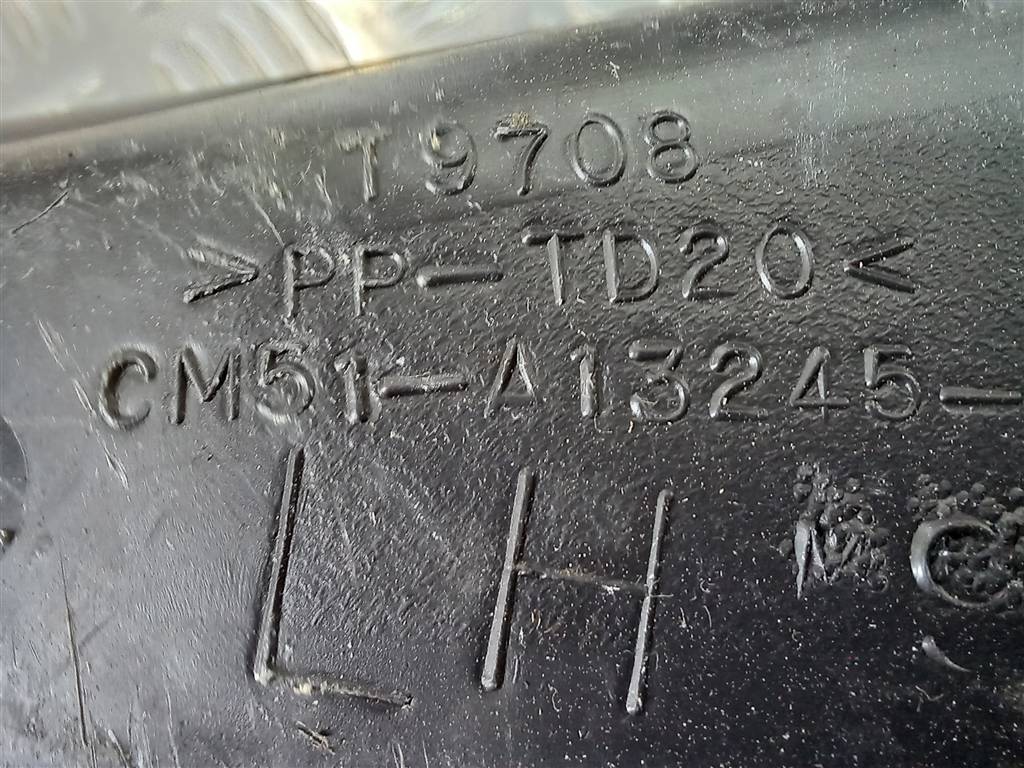 T9708
>PP-TD20<
CM51-A13245-
LH